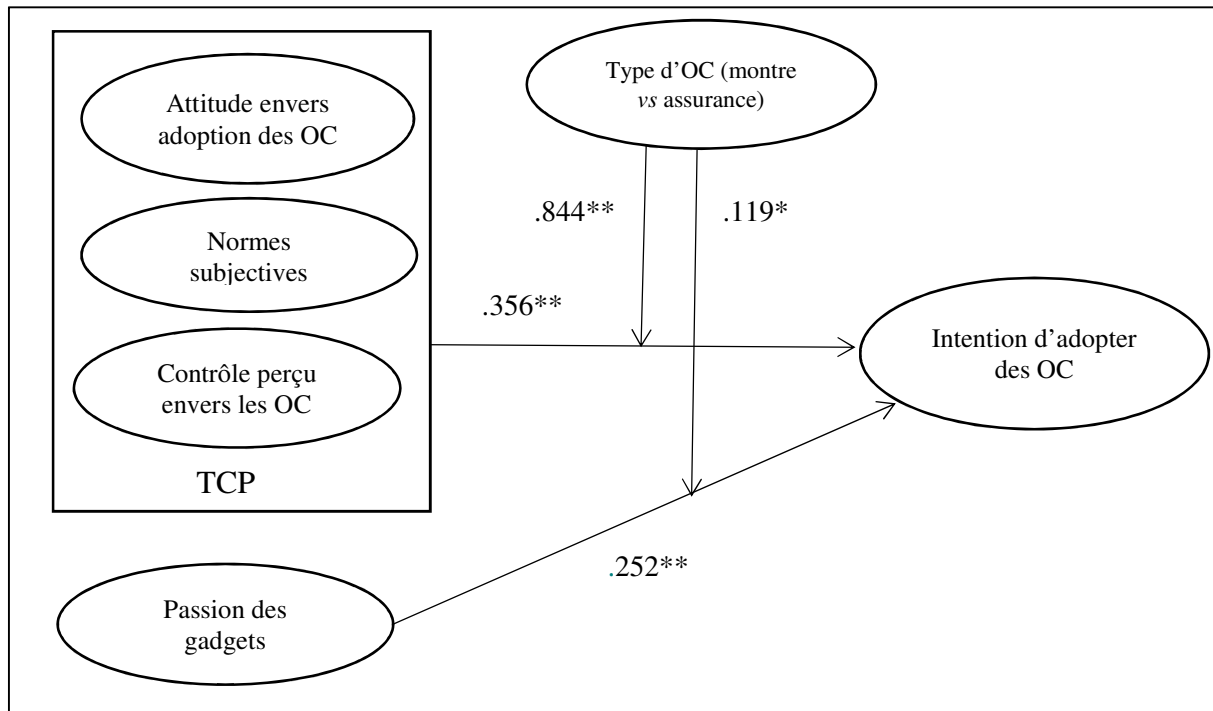 Attitude envers
adoption des OC
Normes
subjectives
Contrôle perçu
envers les OC
TCP
Passion des
gadgets
Type d’OC (montre
vs assurance)
.844**
.119*
.356**
.252**
Intention d’adopter
des OC